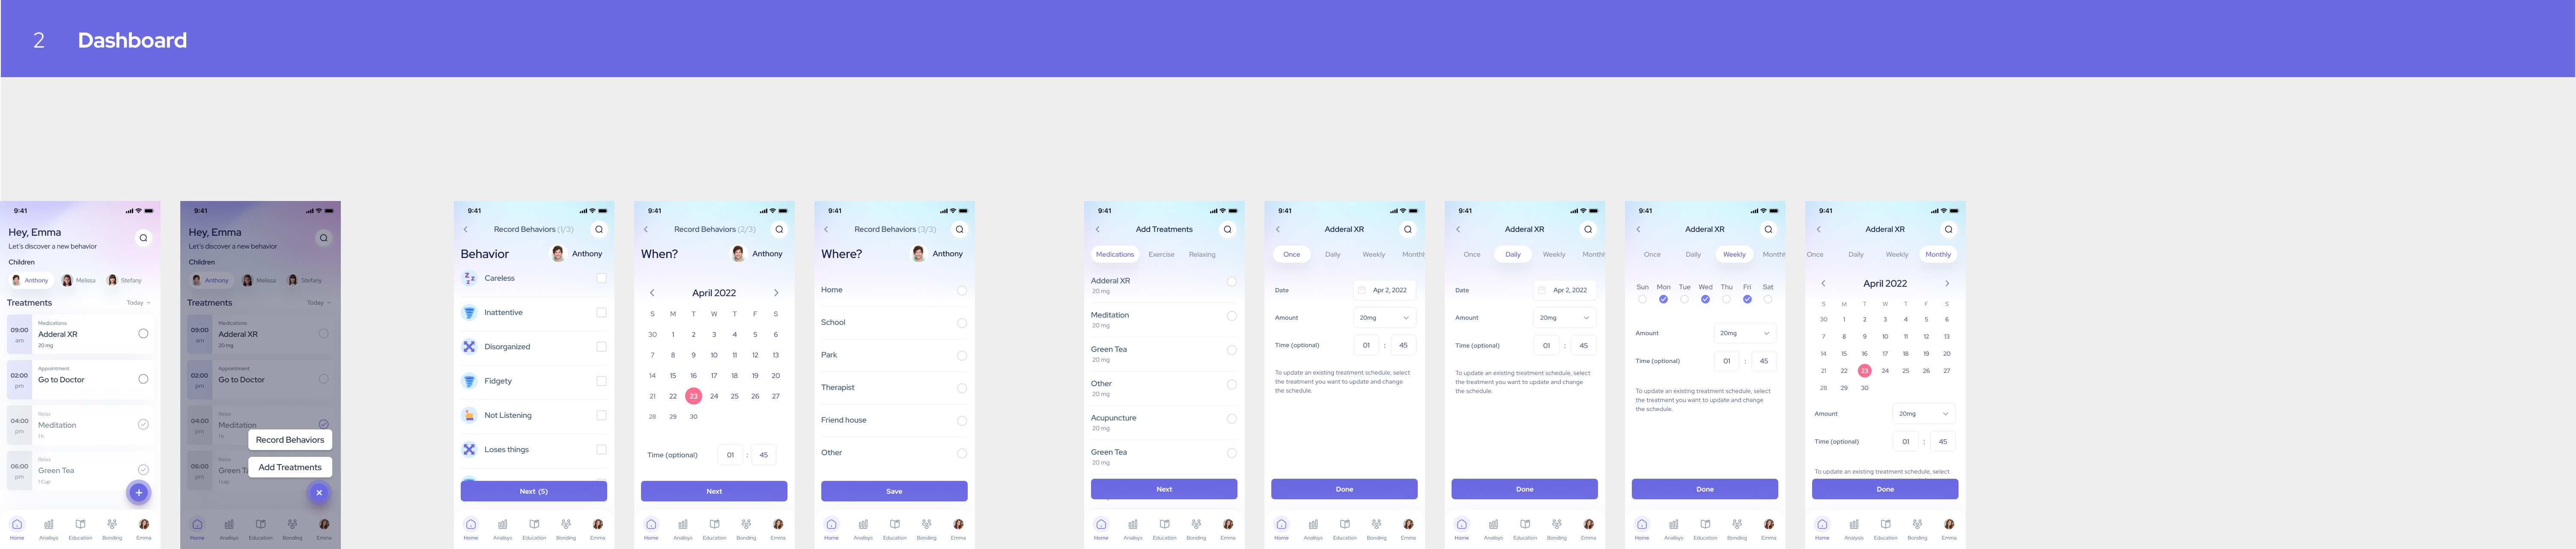 2 Dashboard
9:41
Hey, Emma
Let's discover a new behavior
Children
Anthony Melissa Stefany
Treatments Today
09:00 am
Medications
Adderal XR
20 mg
02:00 pm
Appointment
Go to Doctor
04:00 pm
Relax
Meditation
1 h
06:00 pm
Relax
Green Tea
1 Cup
+
Home Analisys Education Bonding Emma
9:41
Hey, Emma
Let's discover a new behavior
Children
Anthony Melissa Stefany
Treatments Today
09:00 am
Medications
Adderal XR
20 mg
02:00 pm
Appointment
Go to Doctor
04:00 pm
Relax
Meditation
1 h
Record Behaviors
06:00 pm
Relax
Green Te
1 cup
Add Treatments
Home Analisys Education Bonding Emma
9:41
Record Behaviors (1/3)
Behavior Anthony
Careless
Inattentive
Disorganized
Fidgety
Not Listening
Loses things
Next (5)
Home Analisys Education Bonding Emma
9:41
Record Behaviors (2/3)
When? Anthony
April 2022
S M T W T F S
30 1 2 3 4 5 6
7 8 9 10 11 12 13
14 15 16 17 18 19 20
21 22 23 24 25 26 27
28 29 30
Time (optional) 01 : 45
Next
Home Analisys Education Bonding Emma
9:41
Record Behaviors (3/3)
Where? Anthony
Home
School
Park
Therapist
Friend house
Other
Save
Home Analisys Education Bonding Emma
9:41
Add Treatments
Medications Exercise Relaxing
Adderal XR
20 mg
Meditation
20 mg
Green Tea
20 mg
Other
20 mg
Acupuncture
20 mg
Green Tea
20 mg
Next
Home Analisys Education Bonding Emma
9:41
Adderal XR
Once Daily Weekly Monthl
Date Apr 2, 2022
Amount 20mg
Time (optional) 01 : 45
To update an existing treatment schedule, select
the treatment you want to update and change
the schedule.
Done
Home Analisys Education Bonding Emma
9:41
Adderal XR
Once Daily Weekly Monthl
Date Apr 2, 2022
Amount 20mg
Time (optional) 01 : 45
To update an existing treatment schedule, select
the treatment you want to update and change
the schedule.
Done
Home Analisys Education Bonding Emma
9:41
Adderal XR
Once Daily Weekly Monthl
Sun Mon Tue Wed Thu Fri Sat
Amount 20mg
Time (optional) 01 : 45
To update an existing treatment schedule, select
the treatment you want to update and change
the schedule.
Done
Home Analisys Education Bonding Emma
9:41
Adderal XR
Once Daily Weekly Monthly
April 2022
S M T W T F S
30 1 2 3 4 5 6
7 8 9 10 11 12 13
14 15 16 17 18 19 20
21 22 23 24 25 26 27
28 29 30
Amount 20mg
Time (optional) 01 : 45
To update an existing treatment schedule, select
Done
Home Analysis Education Bonding Emma